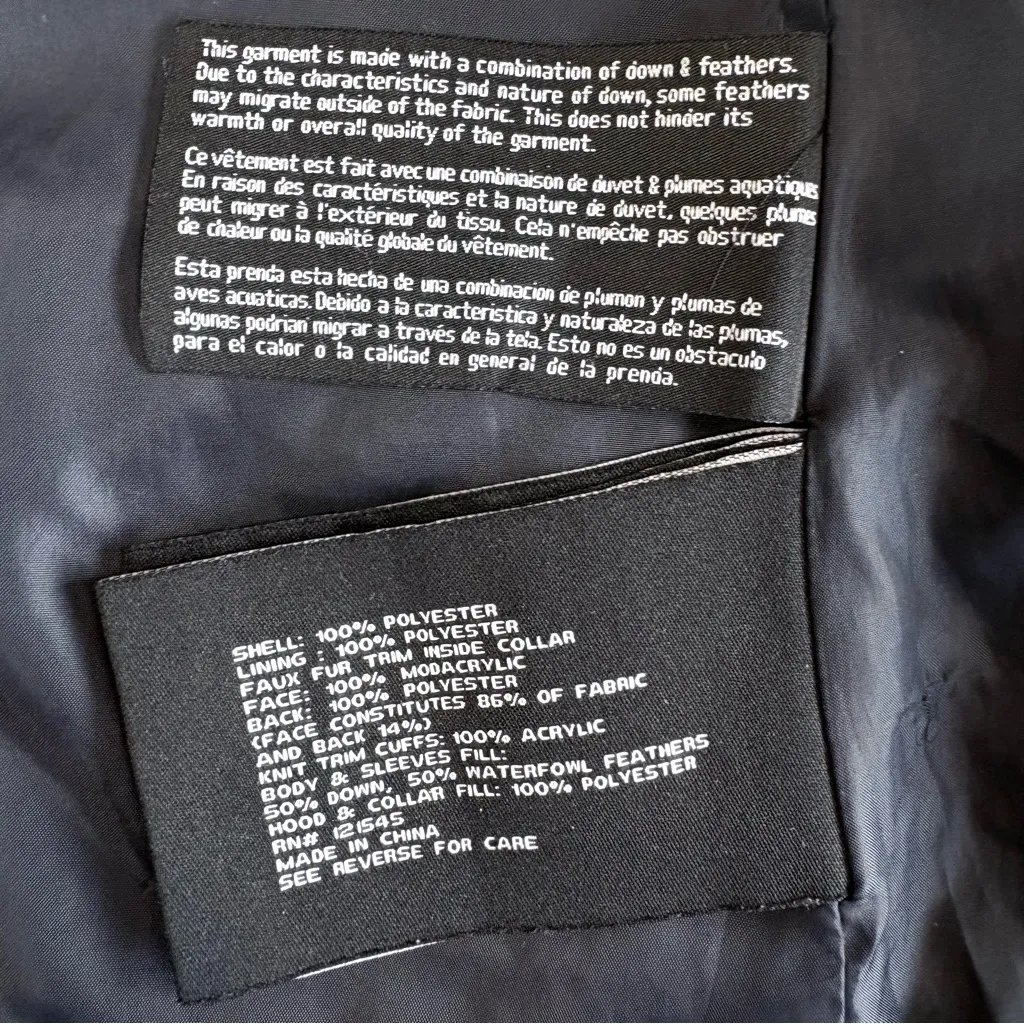 This garment is made with a combination of down & feathers.
Due to the characteristics and nature of down, some feathers
may migrate outside of the fabric. This does not hinder its
warmth or overall quality of the garment.
Ce vêtement est fait avec une combinaison de duvet & plumes aquatiques
En raison des caractéristiques et la nature de duvet, quelques plumes
peut migrer à l'extérieur du tissu. Cela n'empêche pas obstruer
de chaleur ou la qualité globale du vêtement.
Esta prenda esta hecha de una combinacion de plumon y plumas de
aves acuaticas. Debido a la caracteristica y naturaleza de las plumas,
algunas podrian migrar a través de la tela. Esto no es un obstaculo
para el calor o la calidad en general de la prenda.
SHELL: 100% POLYESTER
LINING : 100% POLYESTER
FAUX FUR TRIM INSIDE COLLAR
FACE: 100% MODACRYLIC
BACK: 100% POLYESTER
(FACE CONSTITUTES 86% OF FABRIC
AND BACK 14%)
KNIT TRIM CUFFS: 100% ACRYLIC
BODY & SLEEVES FILL:
50% DOWN, 50% WATERFOWL FEATHERS
HOOD & COLLAR FILL: 100% POLYESTER
RN# 121545
MADE IN CHINA
SEE REVERSE FOR CARE